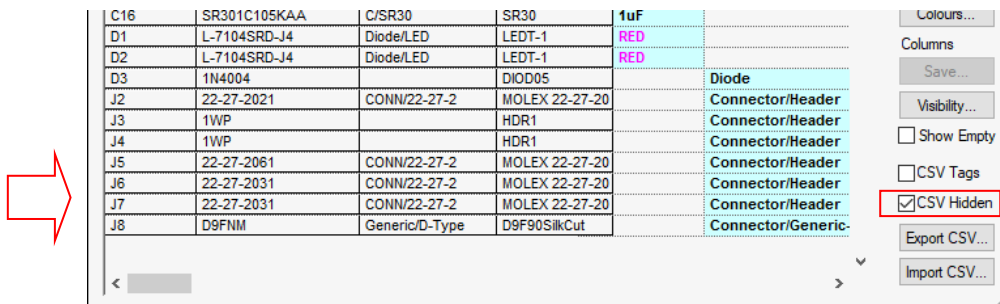 C16 SR301C105KAA C/SR30 SR30 1uF
D1 L-7104SRD-J4 Diode/LED LEDT-1 RED
D2 L-7104SRD-J4 Diode/LED LEDT-1 RED
D3 1N4004 DIOD05 Diode
J2 22-27-2021 CONN/22-27-2 MOLEX 22-27-20 Connector/Header
J3 1WP HDR1 Connector/Header
J4 1WP HDR1 Connector/Header
J5 22-27-2061 CONN/22-27-2 MOLEX 22-27-20 Connector/Header
J6 22-27-2031 CONN/22-27-2 MOLEX 22-27-20 Connector/Header
J7 22-27-2031 CONN/22-27-2 MOLEX 22-27-20 Connector/Header
J8 D9FNM Generic/D-Type D9F90SilkCut Connector/Generic-
Colours...
Columns
Save...
Visibility...
Show Empty
CSV Tags
CSV Hidden
Export CSV...
Import CSV...